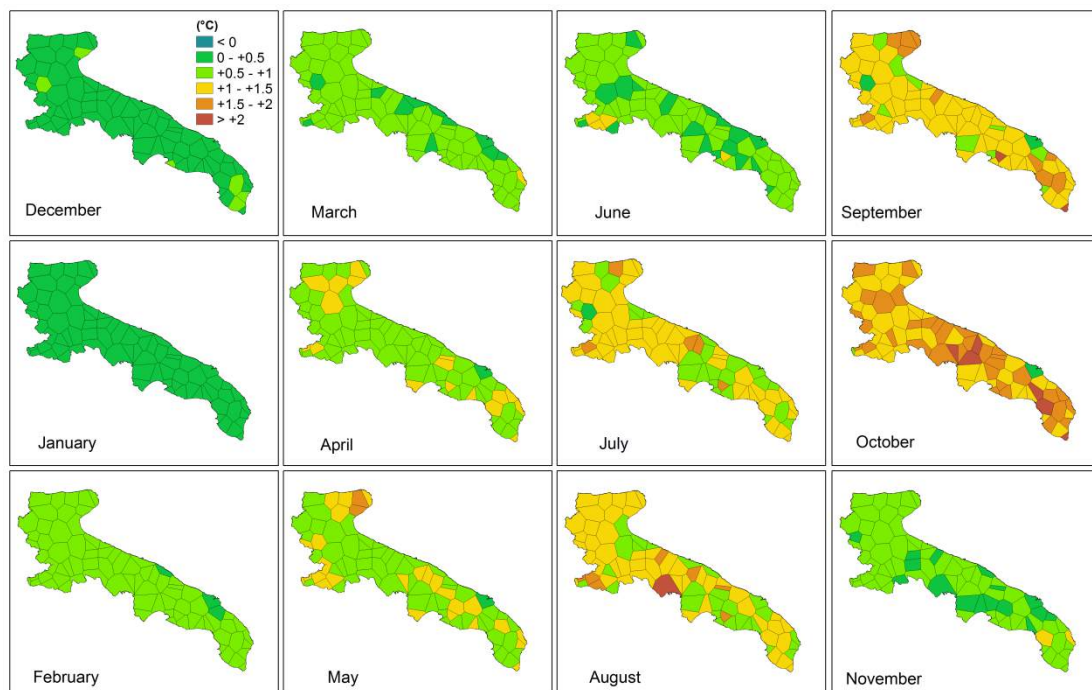 (°C)
< 0
0 - +0.5
+0.5 - +1
+1 - +1.5
+1.5 - +2
> +2
December
March
June
September
January
April
July
October
February
May
August
November